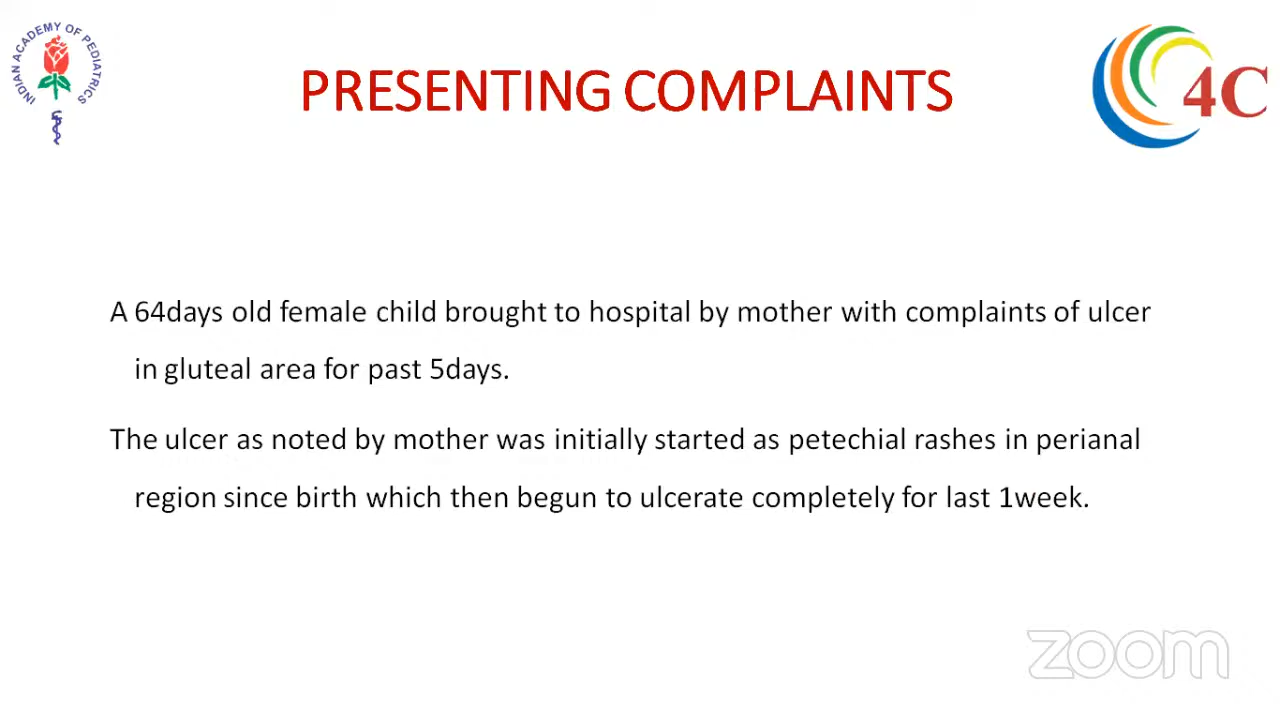 INDIAN ACADEMY OF PEDIATRICS
PRESENTING COMPLAINTS
4C
A 64days old female child brought to hospital by mother with complaints of ulcer
in gluteal area for past 5days.
The ulcer as noted by mother was initially started as petechial rashes in perianal
region since birth which then begun to ulcerate completely for last 1week.
zoom